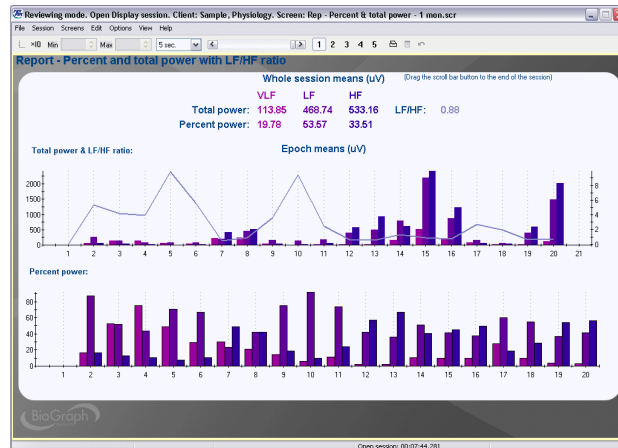 Reviewing mode. Open Display session. Client: Sample, Physiology. Screen: Rep - Percent & total power - 1 mon.scr
File Session Screens Edit Options View Help
×10 Min Max 5 sec. 1 2 3 4 5
Report - Percent and total power with LF/HF ratio
Whole session means (uV) (Drag the scroll bar button to the end of the session)
VLF LF HF
Total power: 113.85 468.74 533.16 LF/HF: 0.88
Percent power: 19.78 53.57 33.51
Total power & LF/HF ratio: Epoch means (uV)
2000
1500
1000
500
0
8
6
4
2
0
1 2 3 4 5 6 7 8 9 10 11 12 13 14 15 16 17 18 19 20 21
Percent power:
80
60
40
20
0
1 2 3 4 5 6 7 8 9 10 11 12 13 14 15 16 17 18 19 20
BioGraph
Open session: 00:07:44.281